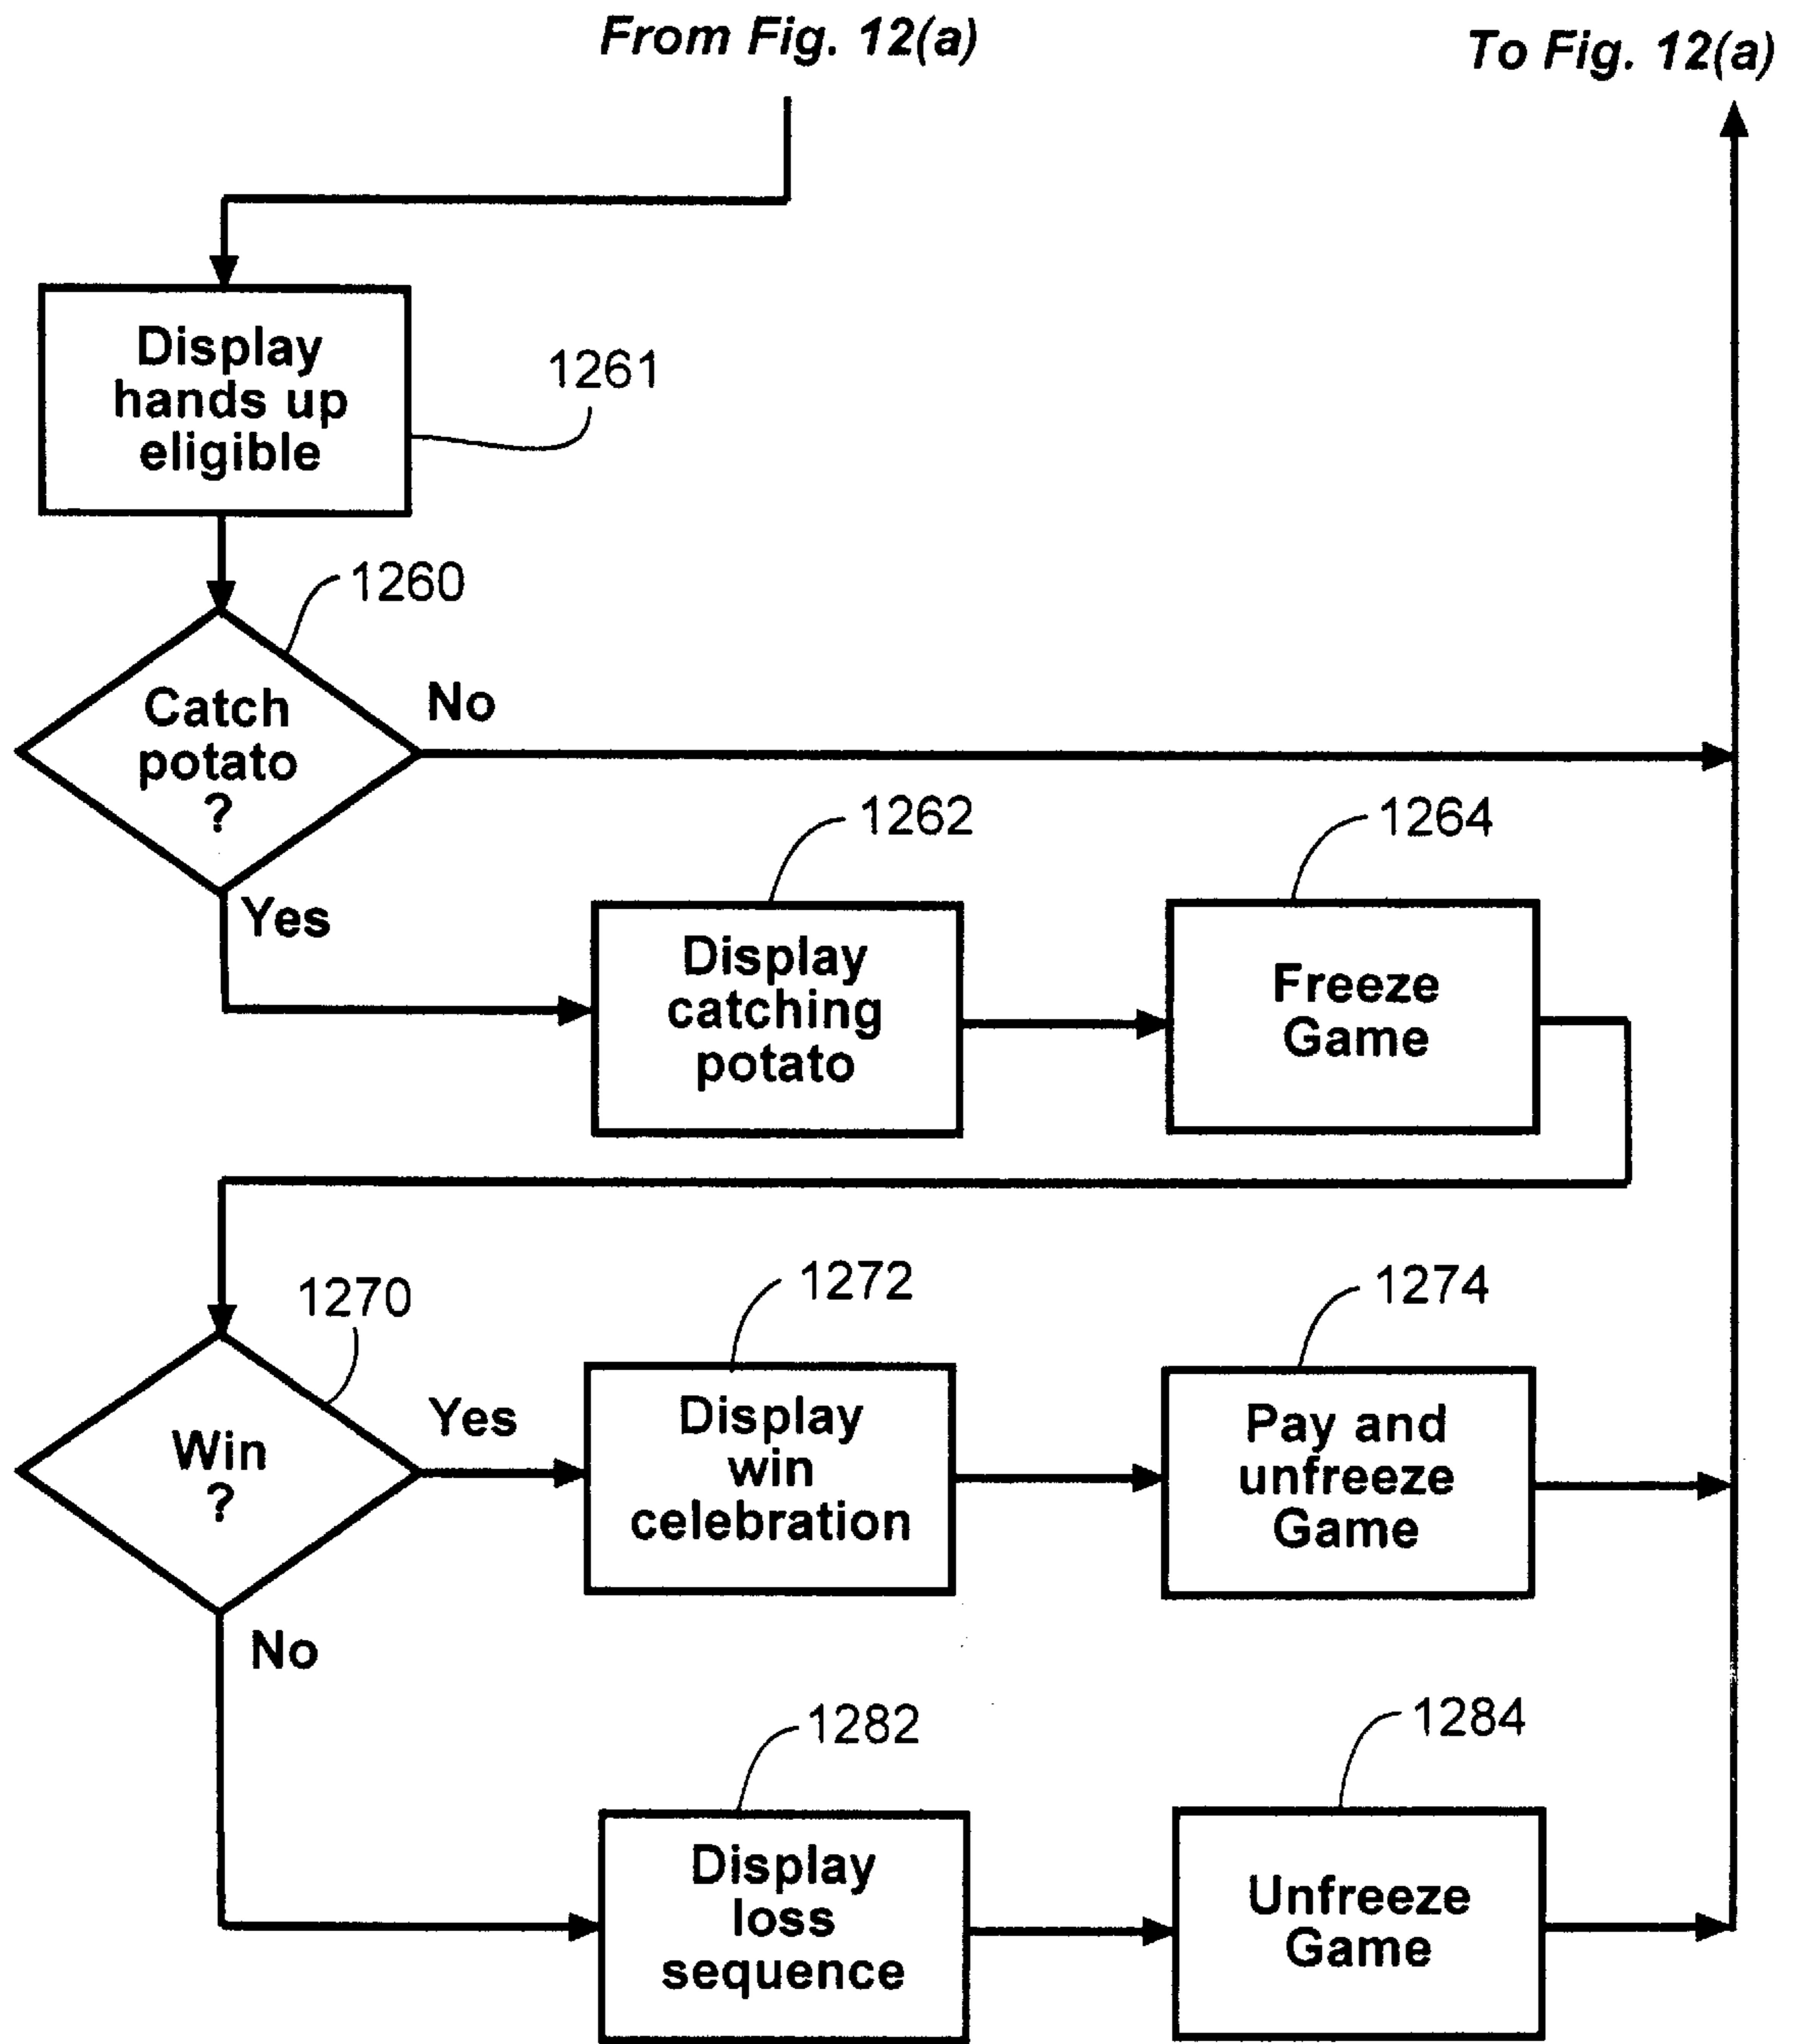 From Fig. 12(a)
To Fig. 12(a)
Display
hands up
eligible
1261
1260
Catch
potato
?
No
Yes
1262
Display
catching
potato
1264
Freeze
Game
1270
Win
?
Yes
No
1272
Display
win
celebration
1274
Pay and
unfreeze
Game
1282
Display
loss
sequence
1284
Unfreeze
Game